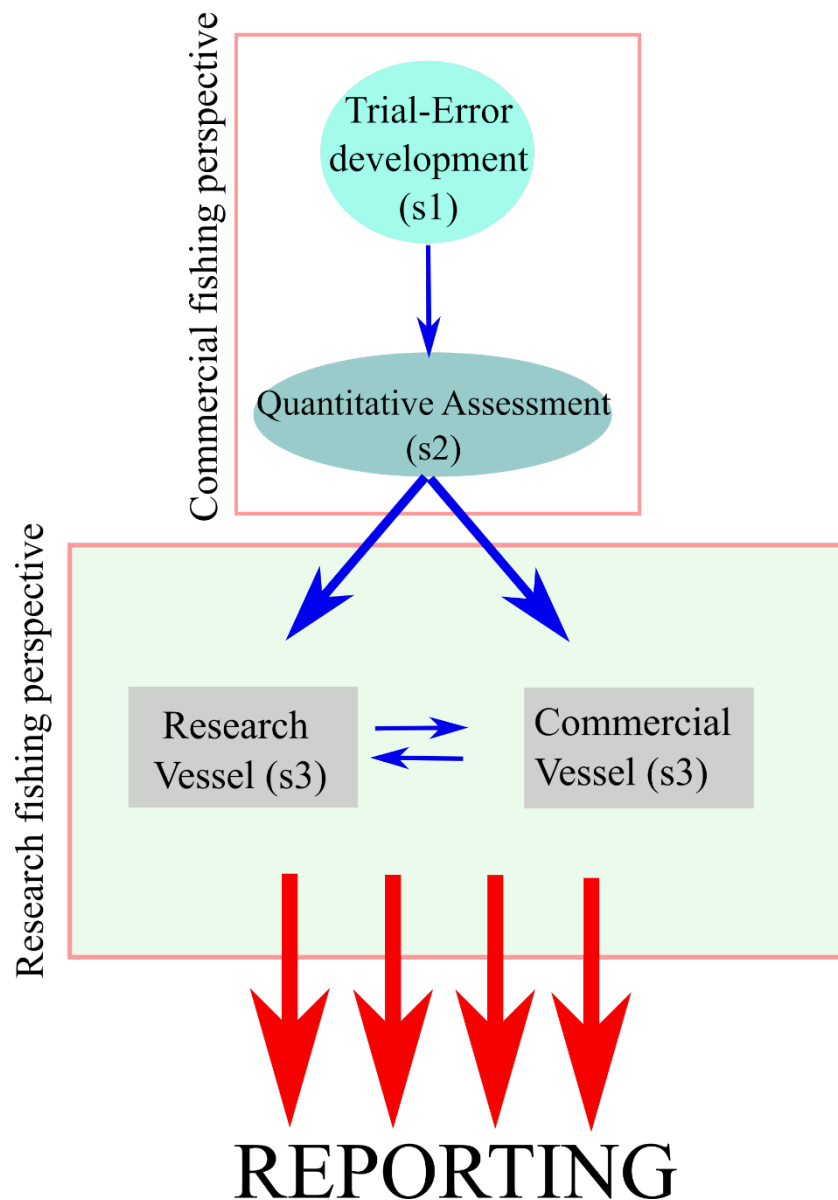 Commercial fishing perspective
Trial-Error
development
(s1)
Quantitative Assessment
(s2)
Research fishing perspective
Research
Vessel (s3)
Commercial
Vessel (s3)
REPORTING